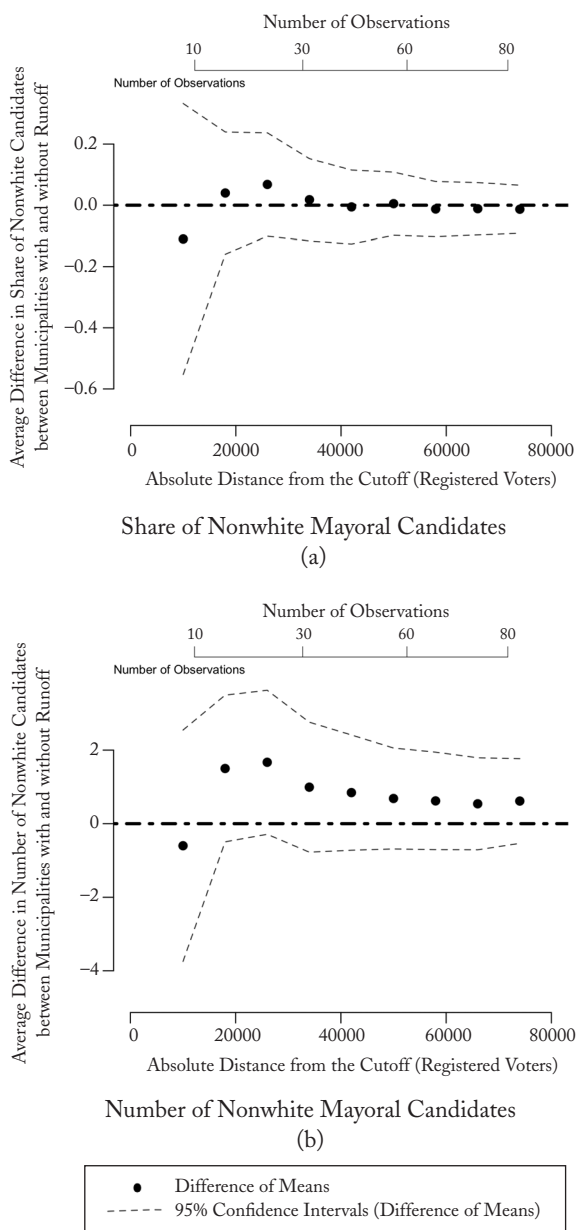 Number of Observations
10 30 60 80
Number of Observations
Average Difference in Share of Nonwhite Candidates
between Municipalities with and without Runoff
0.2
0.0
−0.2
−0.4
−0.6
0 20000 40000 60000 80000
Absolute Distance from the Cutoff (Registered Voters)
Share of Nonwhite Mayoral Candidates
(a)
Number of Observations
10 30 60 80
Number of Observations
Average Difference in Number of Nonwhite Candidates
between Municipalities with and without Runoff
2
0
−2
−4
0 20000 40000 60000 80000
Absolute Distance from the Cutoff (Registered Voters)
Number of Nonwhite Mayoral Candidates
(b)
Difference of Means
95% Confidence Intervals (Difference of Means)